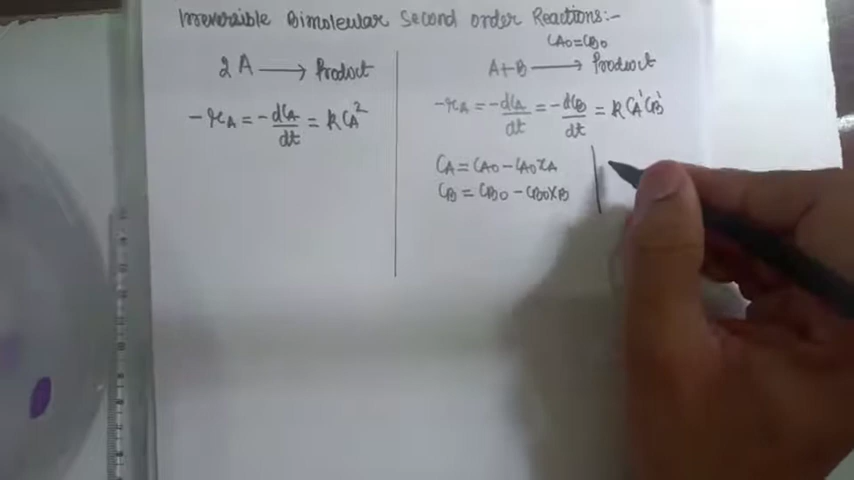 Irreversible Bimolecular Second order Reactions:-
2A ⟶ Product
-rA = -dCA/dt = kCA²
CA0=CB0
A+B ⟶ Product
-rA = -dCA/dt = -dCB/dt = kCA¹CB¹
CA = CA0 - CA0XA
CB = CB0 - CB0XB